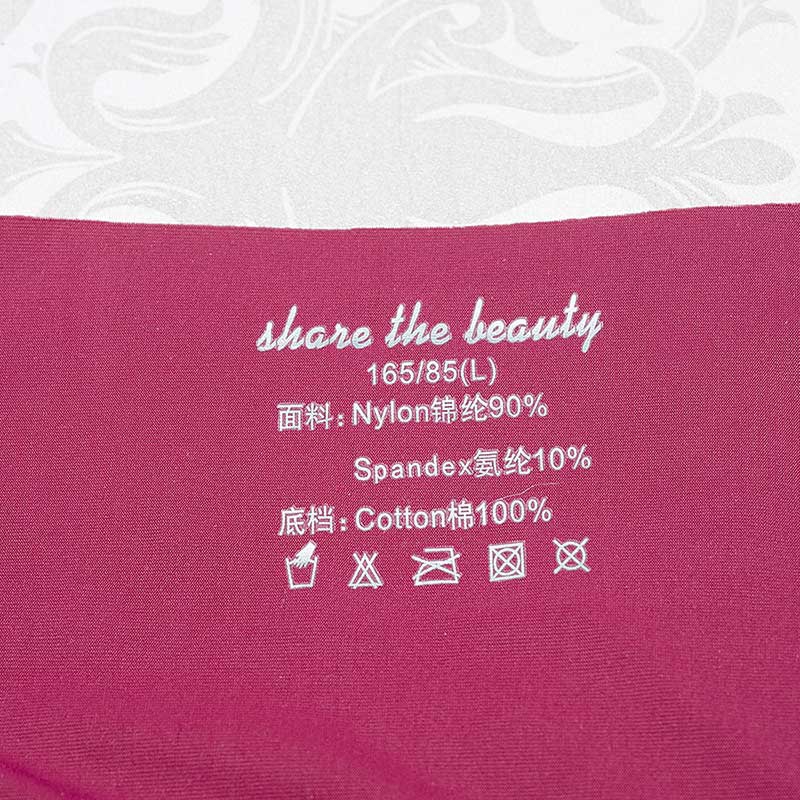 share the beauty
165/85(L)
面料:Nylon锦纶90%
Spandex氨纶10%
底档:Cotton棉100%